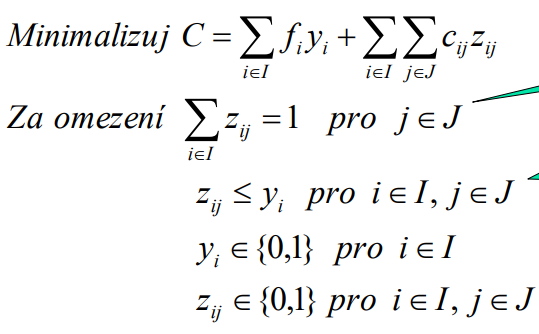 Minimalizuj C = ∑_{i∈I} f_i y_i + ∑_{i∈I} ∑_{j∈J} c_{ij} z_{ij}
Za omezení ∑_{i∈I} z_{ij} = 1 pro j ∈ J
z_{ij} ≤ y_i pro i ∈ I, j ∈ J
y_i ∈ {0,1} pro i ∈ I
z_{ij} ∈ {0,1} pro i ∈ I, j ∈ J